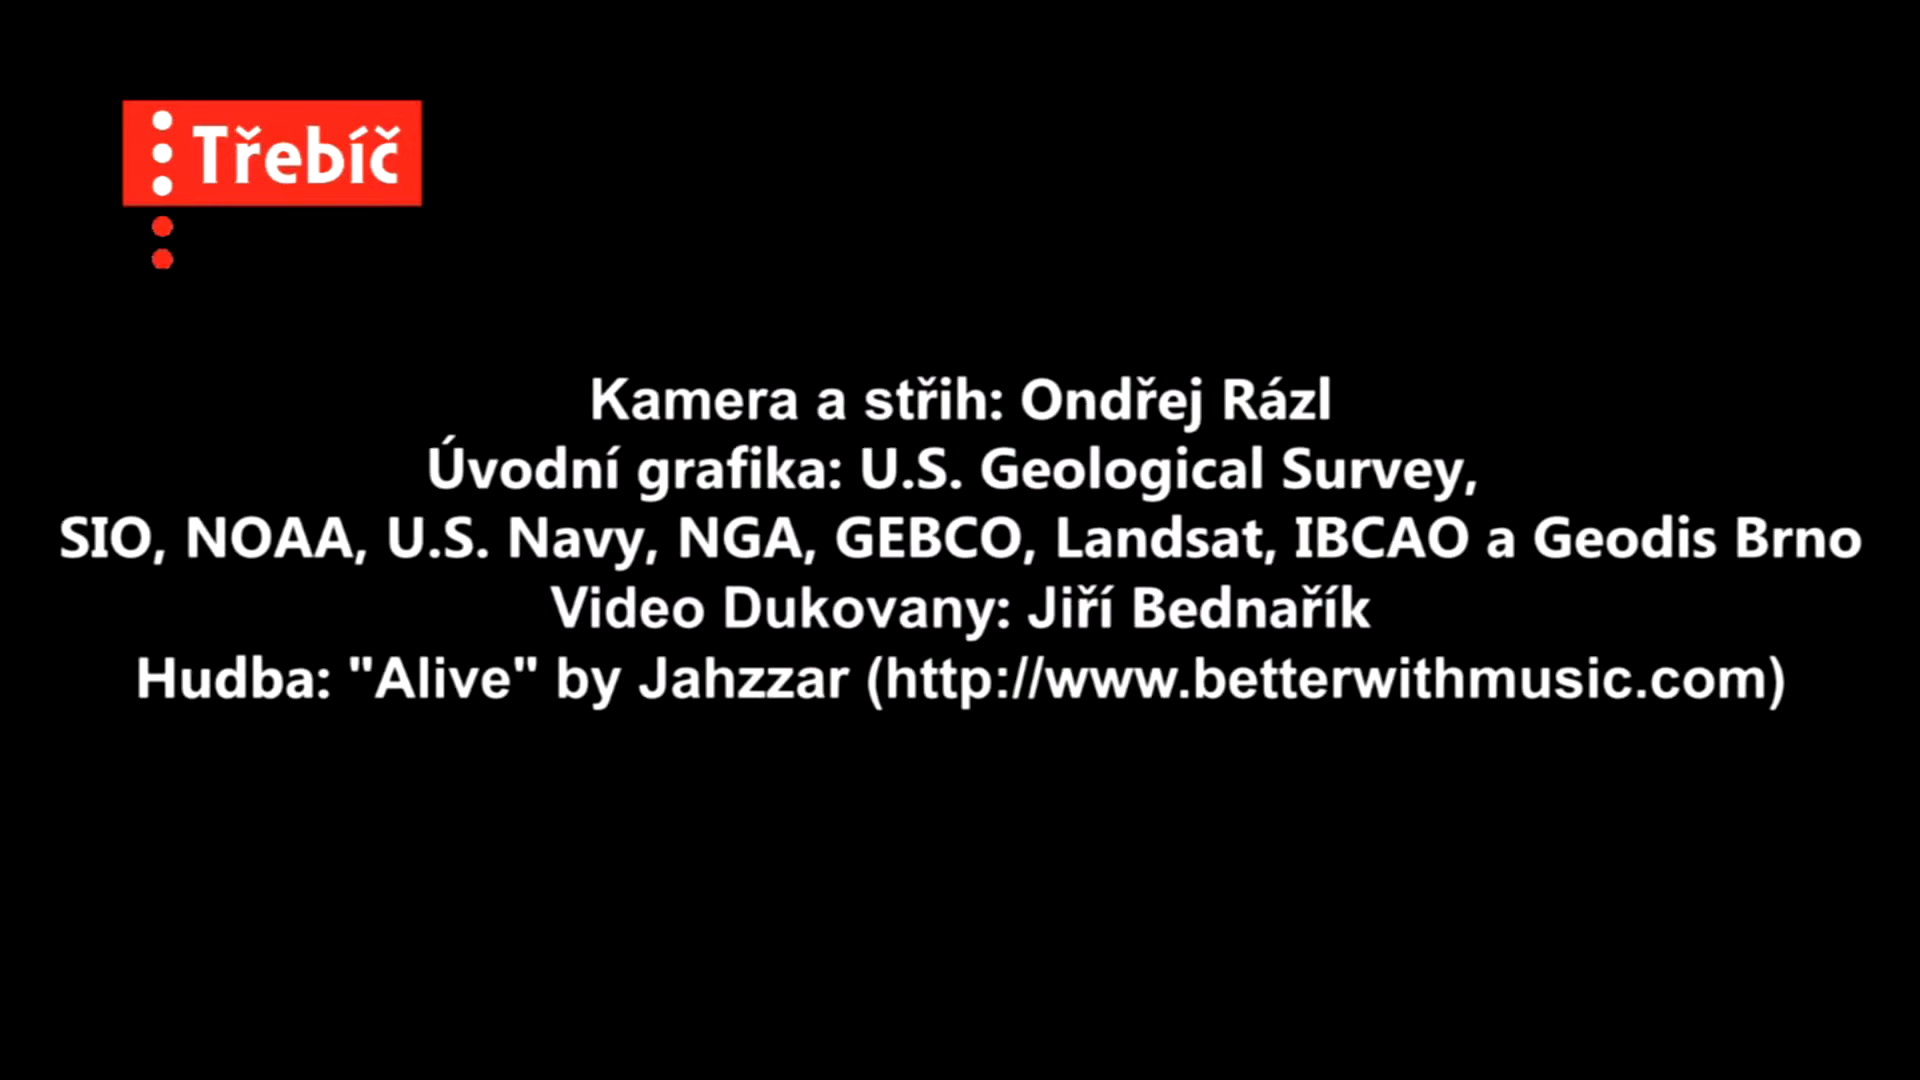 Třebíč
Kamera a střih: Ondřej Rázl
Úvodní grafika: U.S. Geological Survey,
SIO, NOAA, U.S. Navy, NGA, GEBCO, Landsat, IBCAO a Geodis Brno
Video Dukovany: Jiří Bednařík
Hudba: "Alive" by Jahzzar (http://www.betterwithmusic.com)